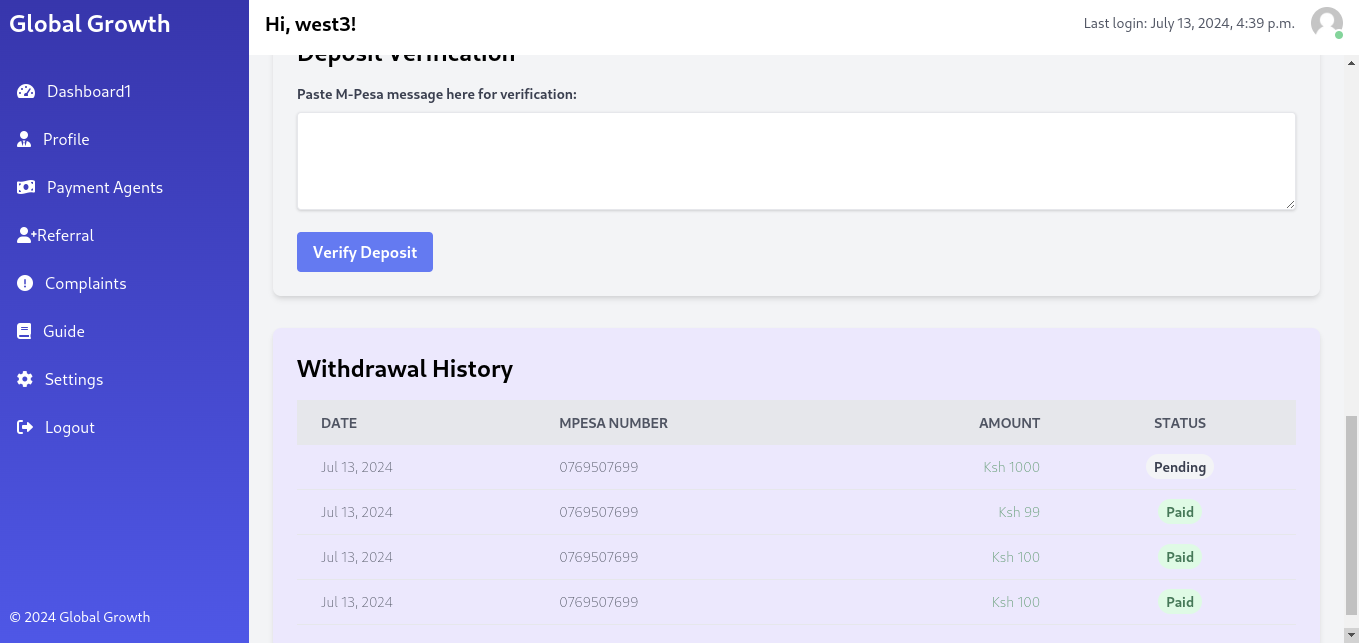 Global Growth
Hi, west3!
Last login: July 13, 2024, 4:39 p.m.
Dashboard1
Profile
Payment Agents
Referral
Complaints
Guide
Settings
Logout
© 2024 Global Growth
Deposit Verification
Paste M-Pesa message here for verification:
Verify Deposit
Withdrawal History
DATE MPESA NUMBER AMOUNT STATUS
Jul 13, 2024 0769507699 Ksh 1000 Pending
Jul 13, 2024 0769507699 Ksh 99 Paid
Jul 13, 2024 0769507699 Ksh 100 Paid
Jul 13, 2024 0769507699 Ksh 100 Paid